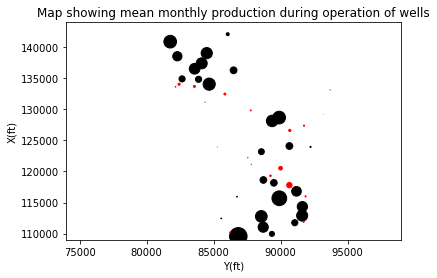 Map showing mean monthly production during operation of wells
140000
135000
130000
125000
120000
115000
110000
X(ft)
75000 80000 85000 90000 95000
Y(ft)